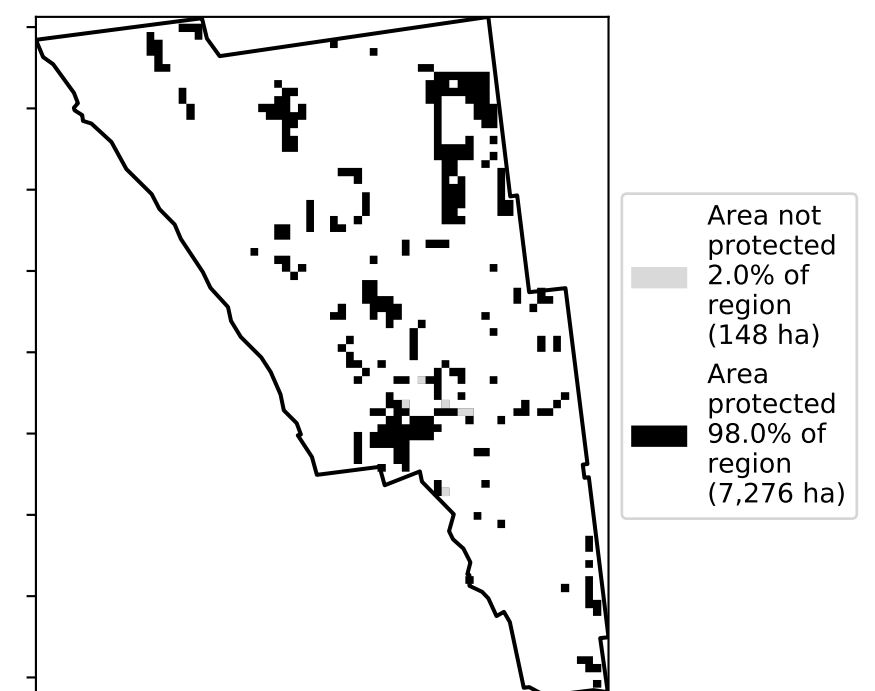 Area not
protected
2.0% of
region
(148 ha)
Area
protected
98.0% of
region
(7,276 ha)